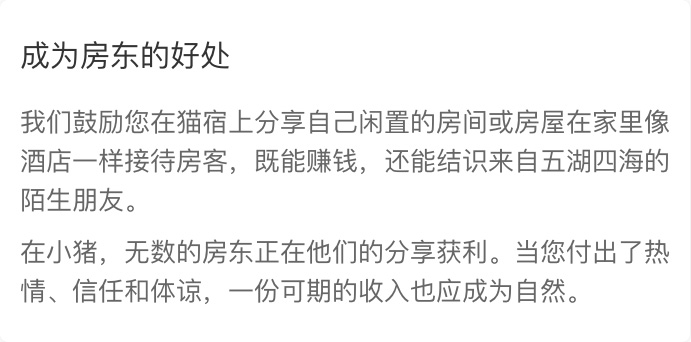 成为房东的好处
我们鼓励您在猫宿上分享自己闲置的房间或房屋在家里像
酒店一样接待房客，既能赚钱，还能结识来自五湖四海的
陌生朋友。
在小猪，无数的房东正在他们的分享获利。当您付出了热
情、信任和体谅，一份可期的收入也应成为自然。